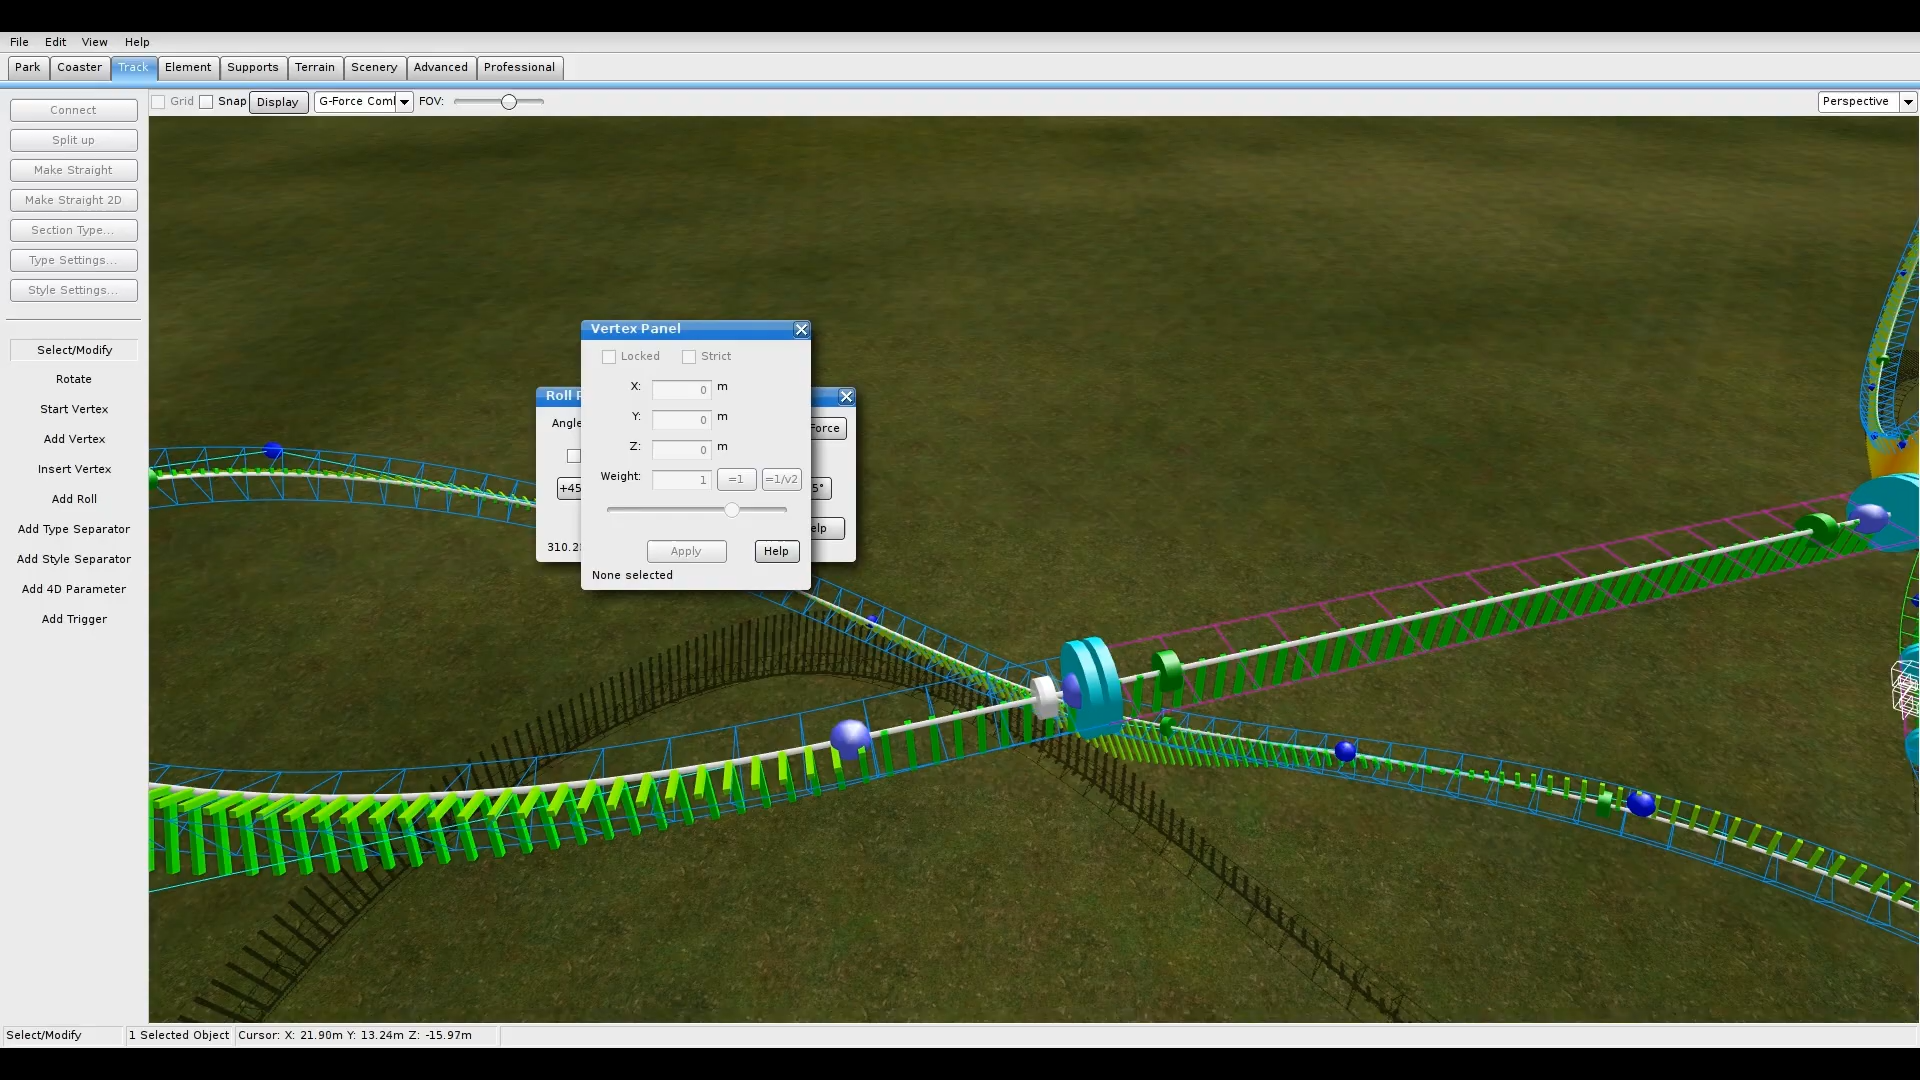 File Edit View Help
Park Coaster Track Element Supports Terrain Scenery Advanced Professional
Connect
Split up
Make Straight
Make Straight 2D
Section Type...
Type Settings...
Style Settings...
Select/Modify
Rotate
Start Vertex
Add Vertex
Insert Vertex
Add Roll
Add Type Separator
Add Style Separator
Add 4D Parameter
Add Trigger
Grid Snap Display G-Force Com FOV: Perspective
Vertex Panel
Locked Strict
X: 0 m
Y: 0 m
Z: 0 m
Weight: 1 =1 =1/v2
Apply Help
None selected
Roll
Angle
Force
+45
5°
elp
310.2
Select/Modify 1 Selected Object Cursor: X: 21.90m Y: 13.24m Z: -15.97m